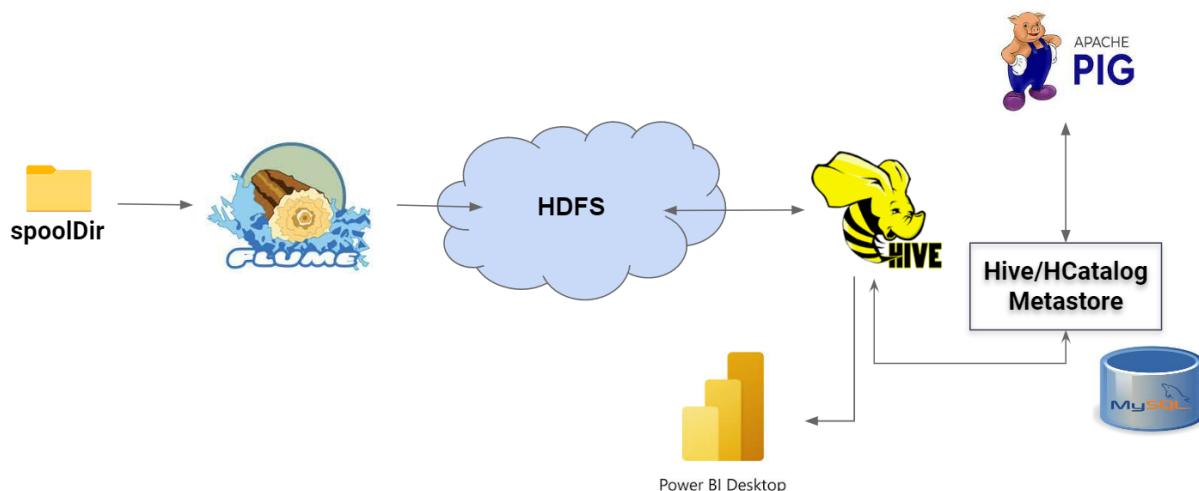 APACHE
PIG
spoolDir
FLUME
HDFS
HIVE
Hive/HCatalog
Metastore
MySQL
Power BI Desktop